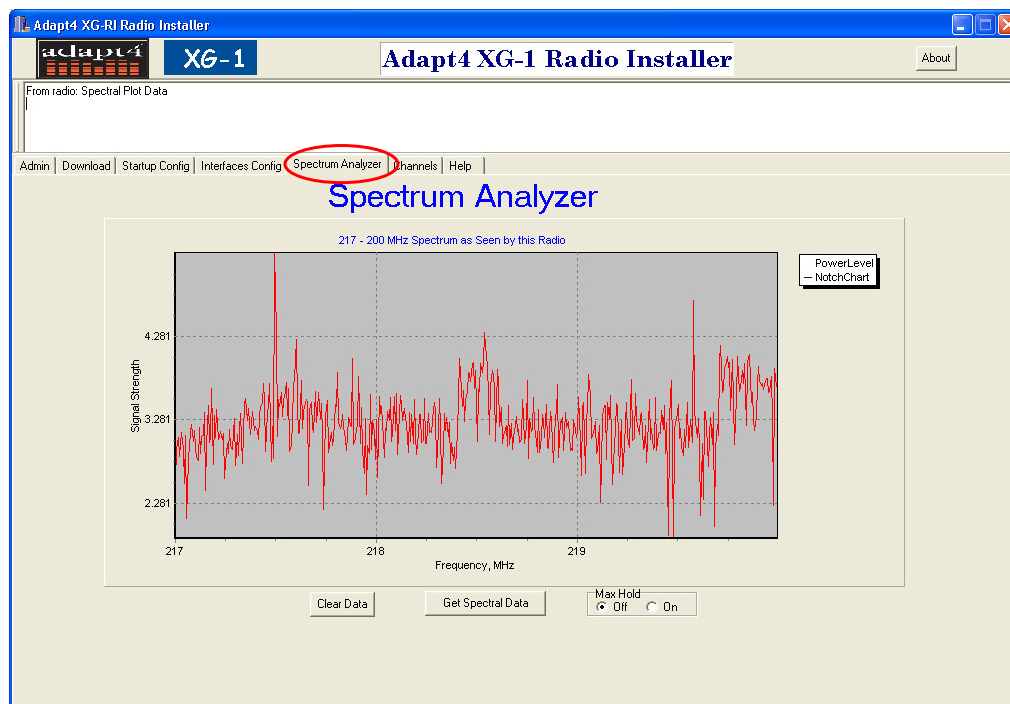 Adapt4 XG-RI Radio Installer
adapt4
XG-1
Adapt4 XG-1 Radio Installer
About
From radio: Spectral Plot Data
Admin
Download
Startup Config
Interfaces Config
Spectrum Analyzer
Channels
Help
Spectrum Analyzer
217 - 200 MHz Spectrum as Seen by this Radio
PowerLevel
NotchChart
4.281
3.281
2.281
Signal Strength
217
218
219
Frequency, MHz
Clear Data
Get Spectral Data
Max Hold
Off
On